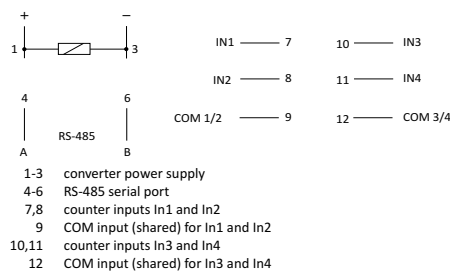 + −
1 3
4 6
A RS-485 B
IN1 7 10 IN3
IN2 8 11 IN4
COM 1/2 9 12 COM 3/4
1-3 converter power supply
4-6 RS-485 serial port
7,8 counter inputs In1 and In2
9 COM input (shared) for In1 and In2
10,11 counter inputs In3 and In4
12 COM input (shared) for In3 and In4